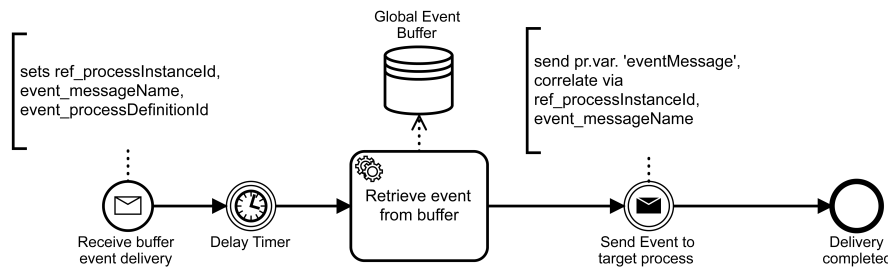 Global Event
Buffer
sets ref_processInstanceId,
event_messageName,
event_processDefinitionId
send pr.var. 'eventMessage',
correlate via
ref_processInstanceId,
event_messageName
Retrieve event
from buffer
Receive buffer
event delivery
Delay Timer
Send Event to
target process
Delivery
completed